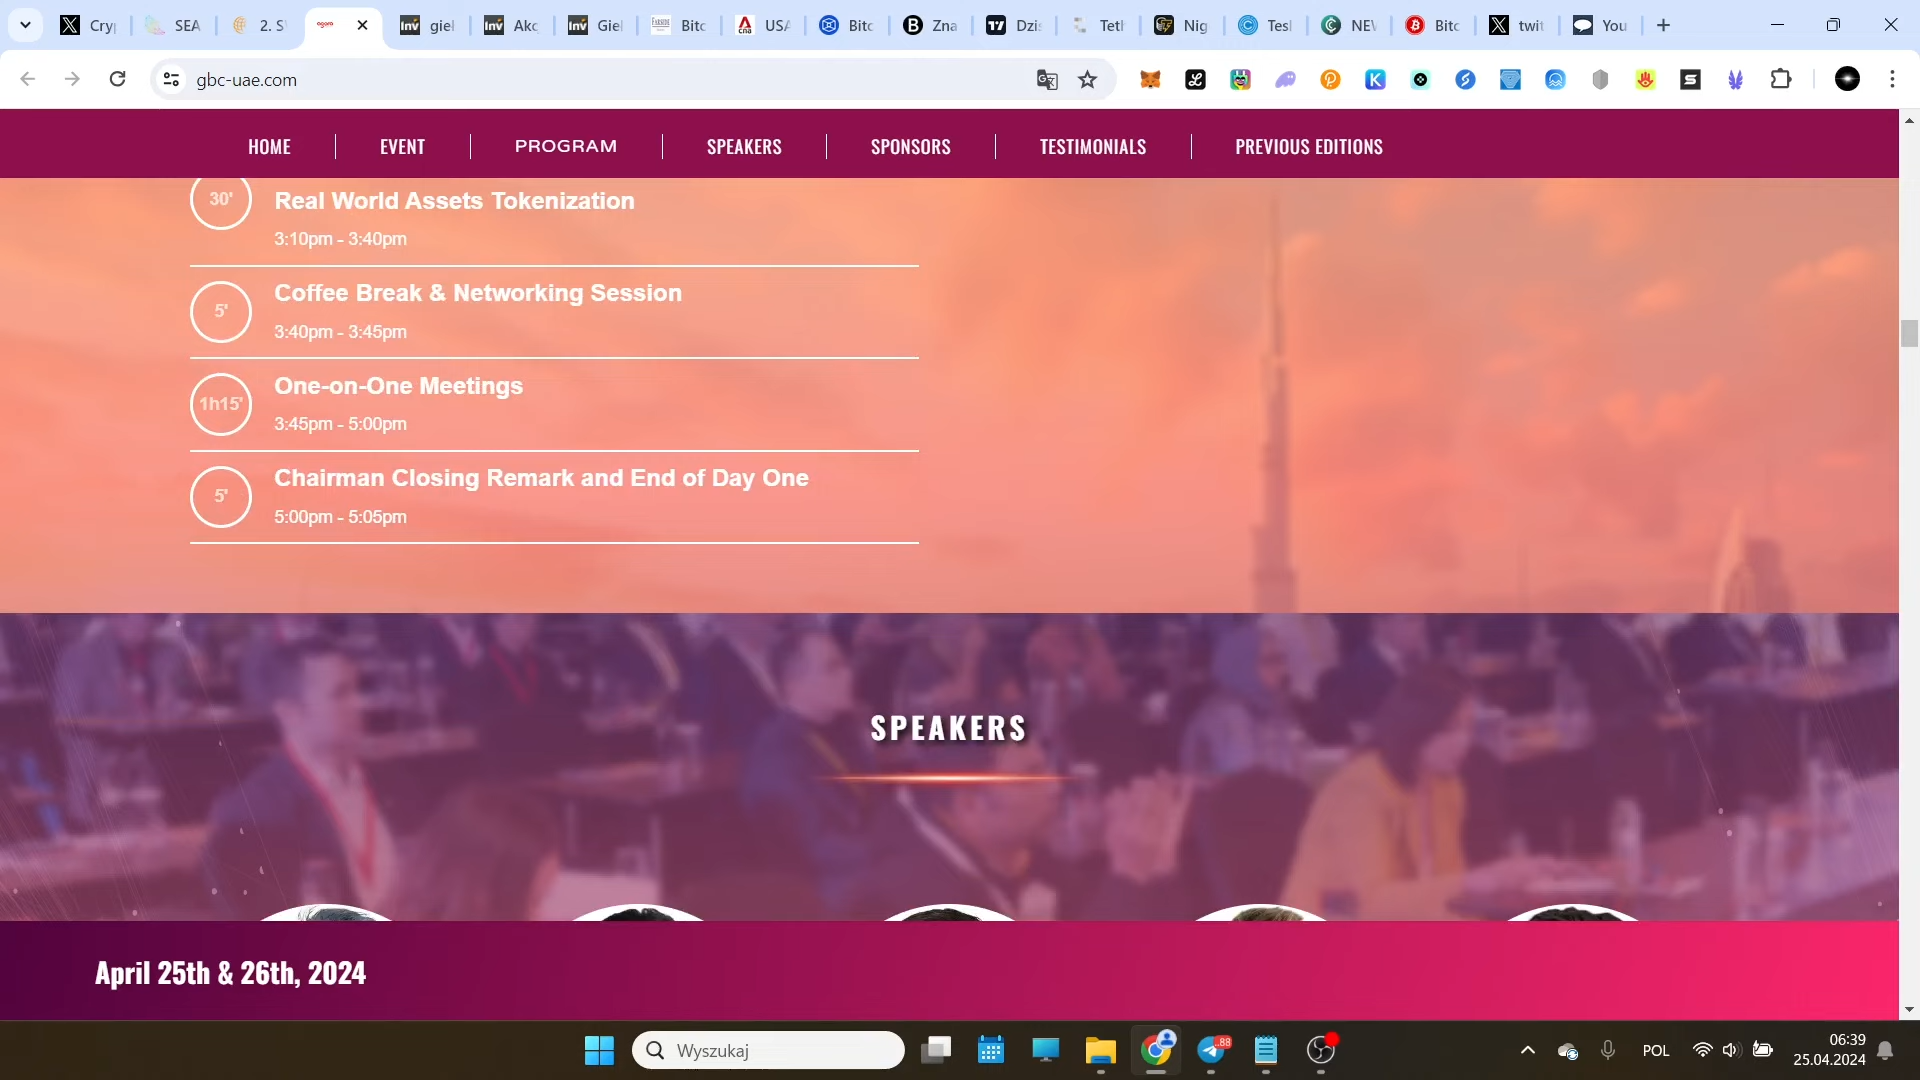 Cry
SEA
2. S
giel
Akc
Giel
Bitc
USA
Bitc
Zna
Dzi
Teth
Nig
Tesl
NEV
Bitc
twit
You
gbc-uae.com
HOME
EVENT
PROGRAM
SPEAKERS
SPONSORS
TESTIMONIALS
PREVIOUS EDITIONS
30'
Real World Assets Tokenization
3:10pm - 3:40pm
5'
Coffee Break & Networking Session
3:40pm - 3:45pm
1h15'
One-on-One Meetings
3:45pm - 5:00pm
5'
Chairman Closing Remark and End of Day One
5:00pm - 5:05pm
SPEAKERS
April 25th & 26th, 2024
Wyszukaj
.88
POL
06:39
25.04.2024